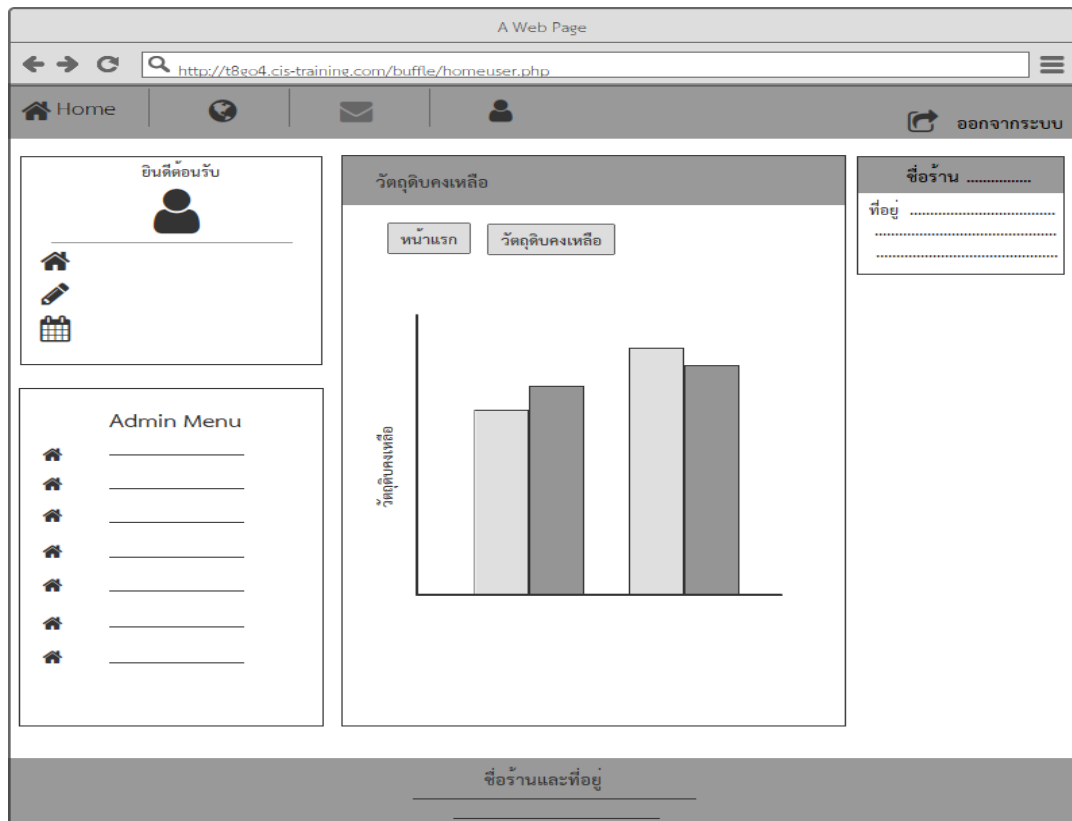 A Web Page
http://t8go4.cis-training.com/buffle/homeuser.php
Home
ออกจากระบบ
ยินดีต้อนรับ
Admin Menu
วัตถุดิบคงเหลือ
หน้าแรก
วัตถุดิบคงเหลือ
วัตถุดิบคงเหลือ
ชื่อร้าน ................
ที่อยู่ ....................................
.............................................
.............................................
ชื่อร้านและที่อยู่